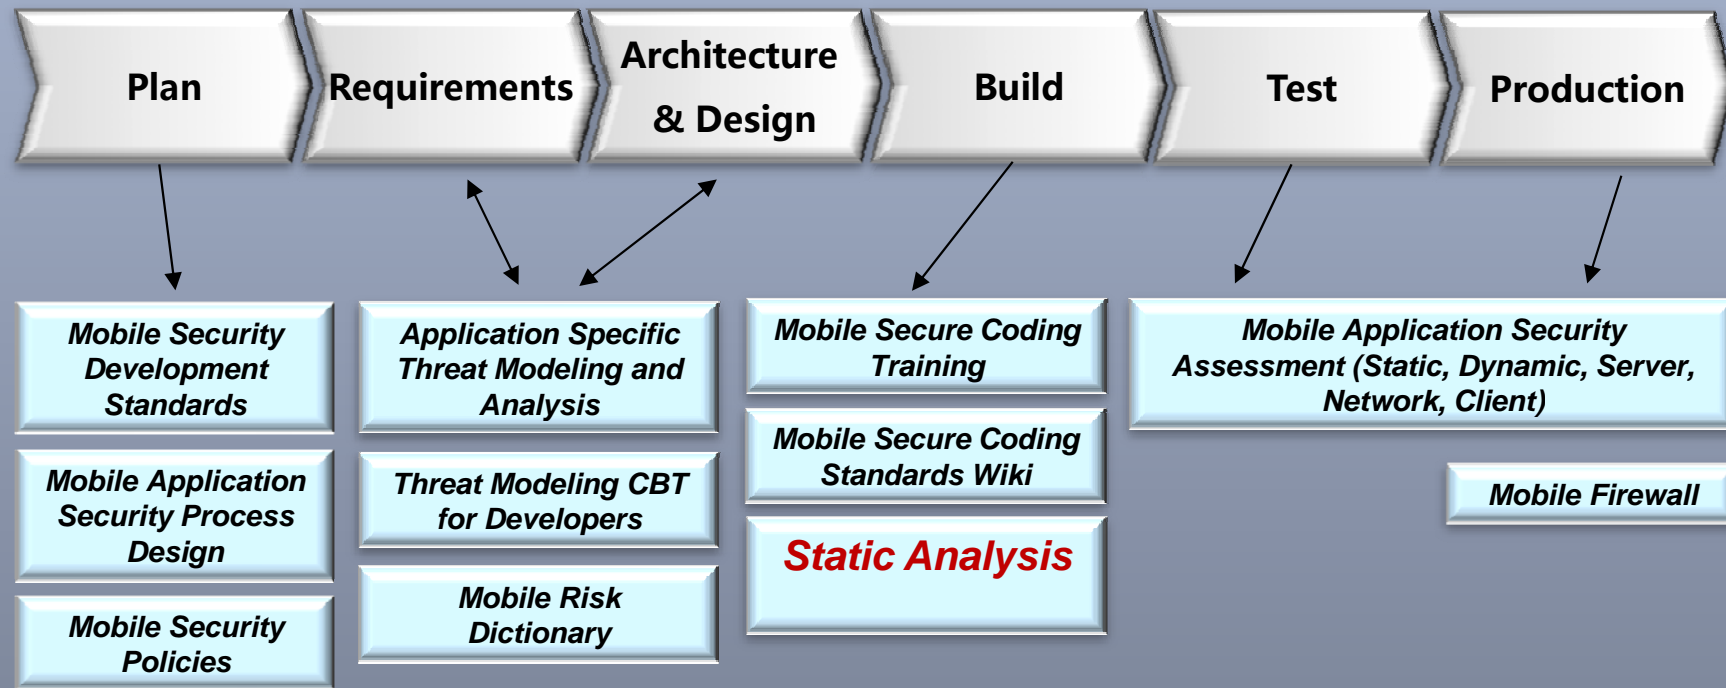 Plan
Requirements
Architecture
& Design
Build
Test
Production
Mobile Security
Development
Standards
Mobile Application
Security Process
Design
Mobile Security
Policies
Application Specific
Threat Modeling and
Analysis
Threat Modeling CBT
for Developers
Mobile Risk
Dictionary
Mobile Secure Coding
Training
Mobile Secure Coding
Standards Wiki
Static Analysis
Mobile Application Security
Assessment (Static, Dynamic, Server,
Network, Client)
Mobile Firewall